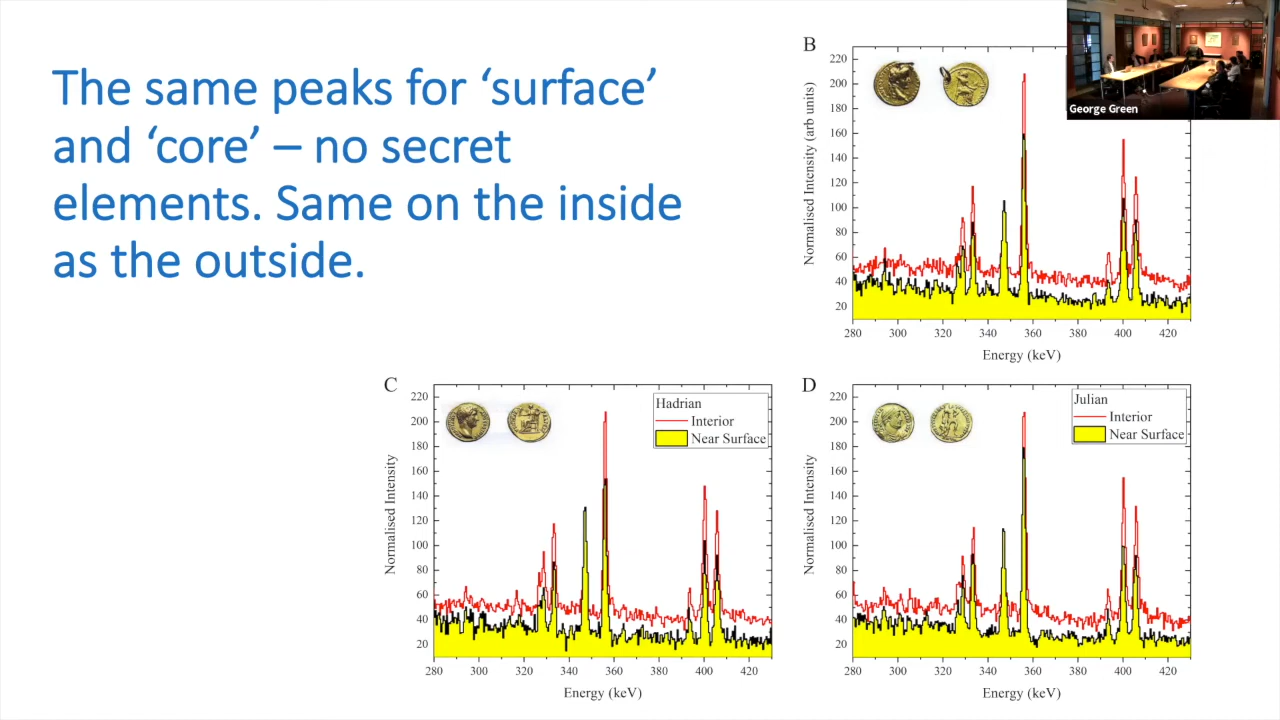 The same peaks for ‘surface’
and ‘core’ – no secret
elements. Same on the inside
as the outside.
George Green
B
Normalised Intensity (arb units)
220
200
180
160
140
120
100
80
60
40
20
280 300 320 340 360 380 400 420
Energy (keV)
C
Normalised Intensity
220
200
180
160
140
120
100
80
60
40
20
Hadrian
Interior
Near Surface
280 300 320 340 360 380 400 420
Energy (keV)
D
Normalised Intensity
220
200
180
160
140
120
100
80
60
40
20
Julian
Interior
Near Surface
280 300 320 340 360 380 400 420
Energy (keV)